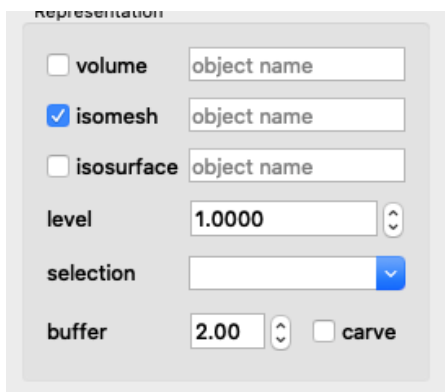 Representation
volume object name
isomesh object name
isosurface object name
level 1.0000
selection
buffer 2.00 carve